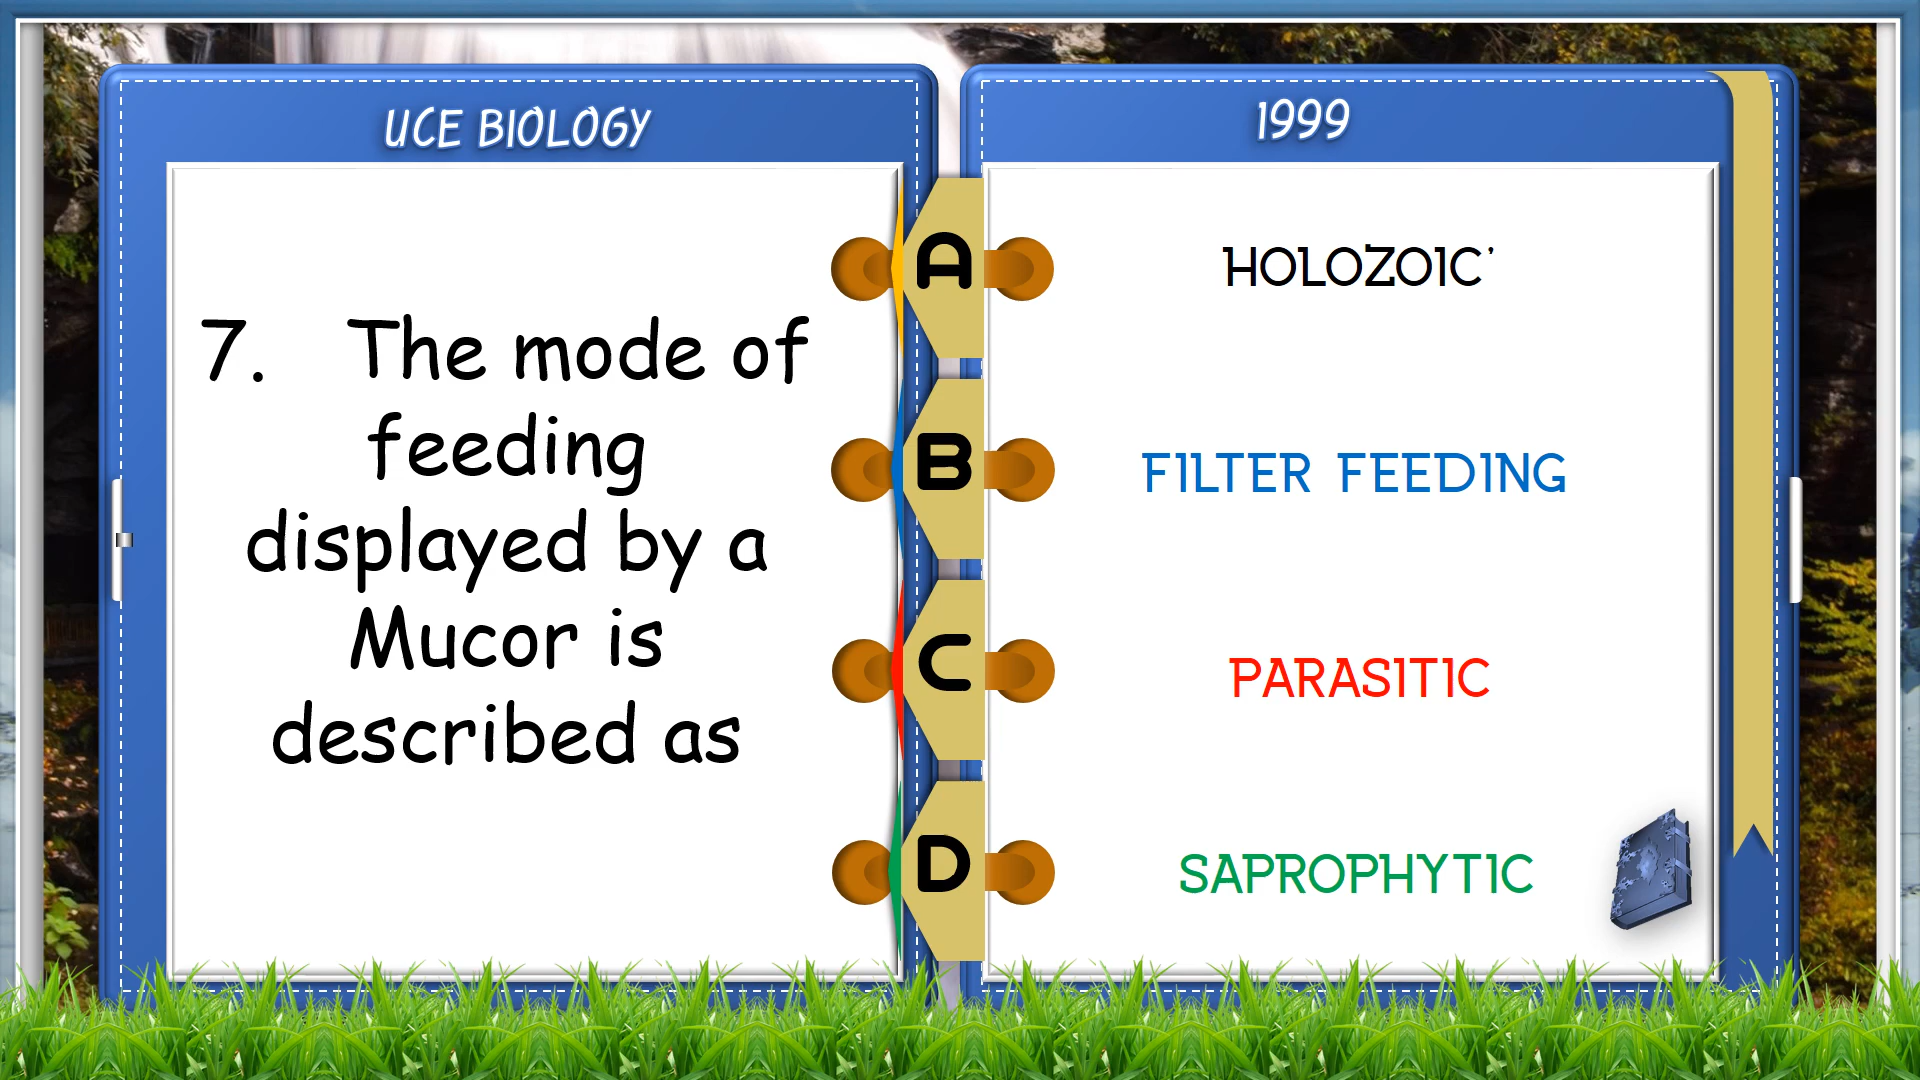 UCE BIOLOGY
7. The mode of
feeding
displayed by a
Mucor is
described as
1999
A HOLOZOIC’
B FILTER FEEDING
C PARASITIC
D SAPROPHYTIC